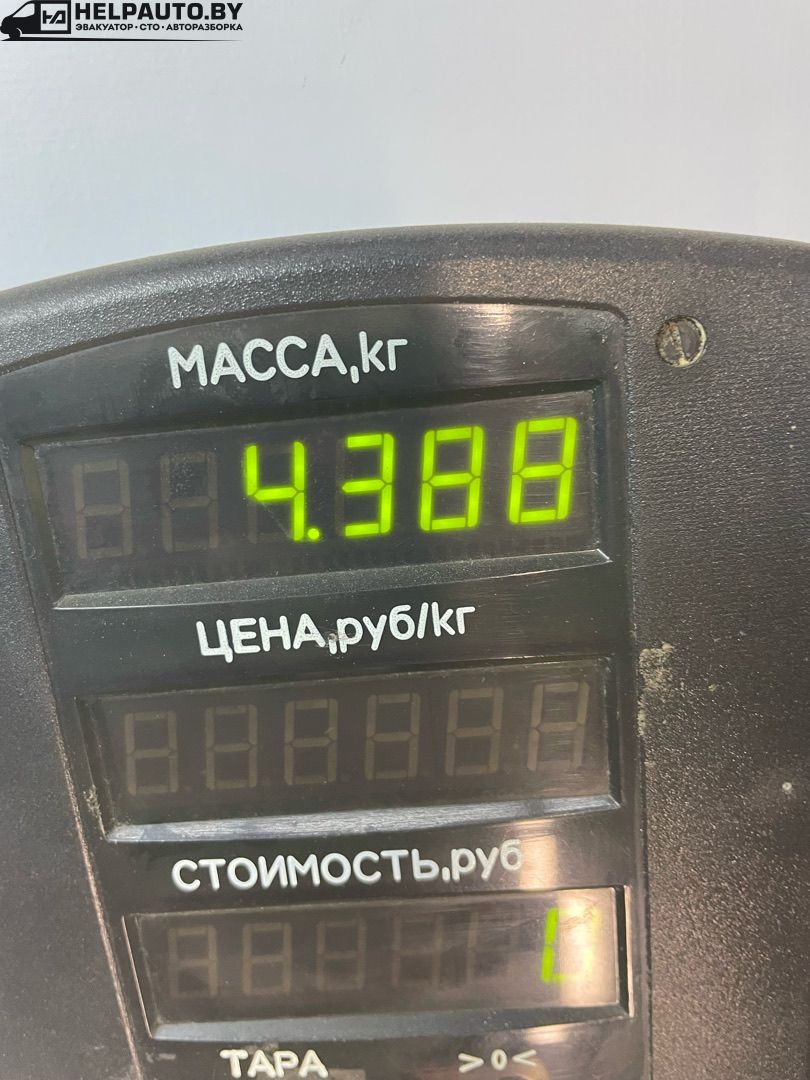 HELPAUTO.BY
ЭВАКУАТОР • СТО • АВТОРАЗБОРКА
МАССА,кг
4.388
ЦЕНА,руб/кг
СТОИМОСТЬ,руб
ТАРА >0<